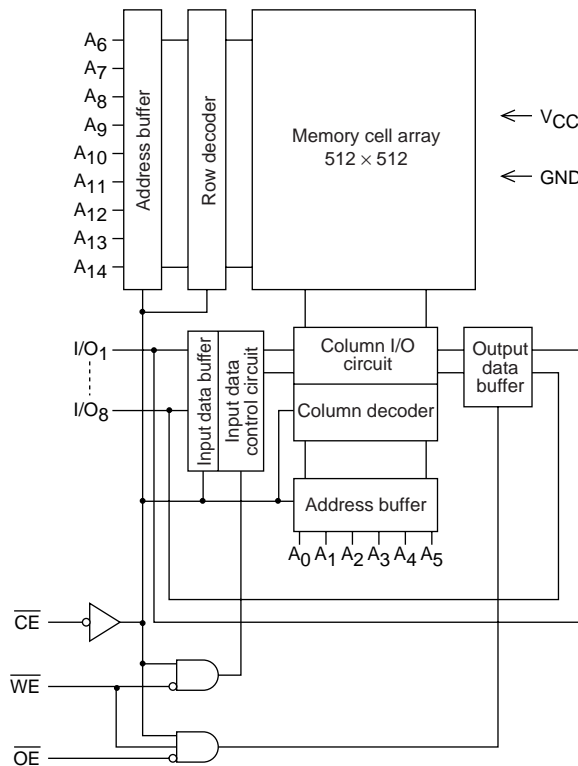 A6
A7
A8
A9
A10
A11
A12
A13
A14
Address buffer
Row decoder
Memory cell array
512 × 512
VCC
GND
I/O1
I/O8
Input data buffer
Input data
control circuit
Column I/O
circuit
Column decoder
Output
data
buffer
Address buffer
A0 A1 A2 A3 A4 A5
CE
WE
OE